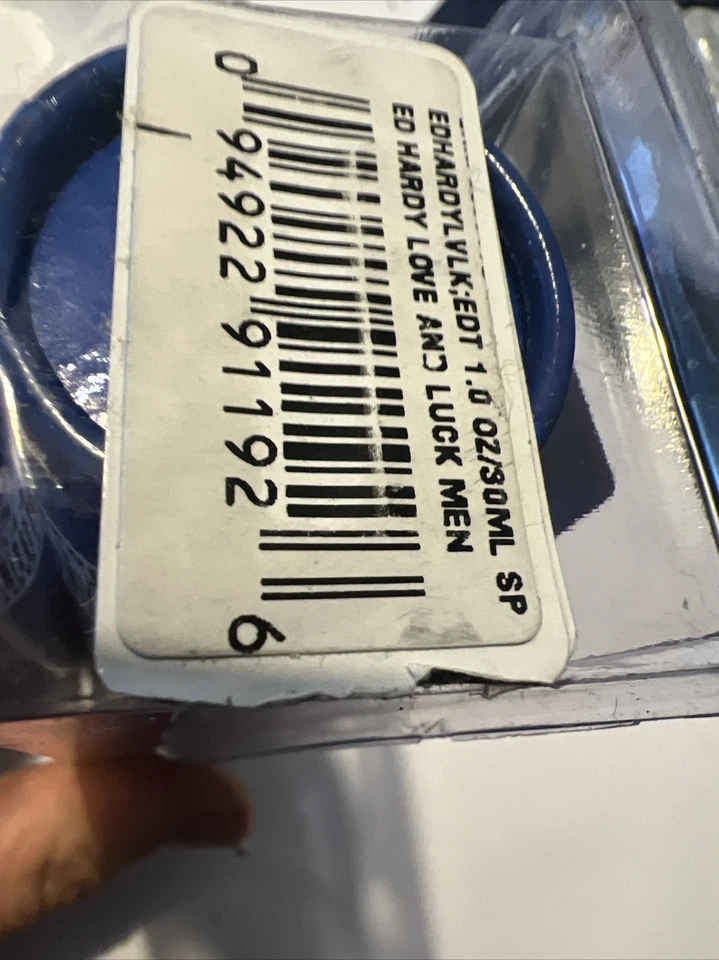 EDHARDYLVLK;EDT 1.0 OZ/30ML SP
ED HARDY LOVE AND LUCK MEN
0 94922 91192 6